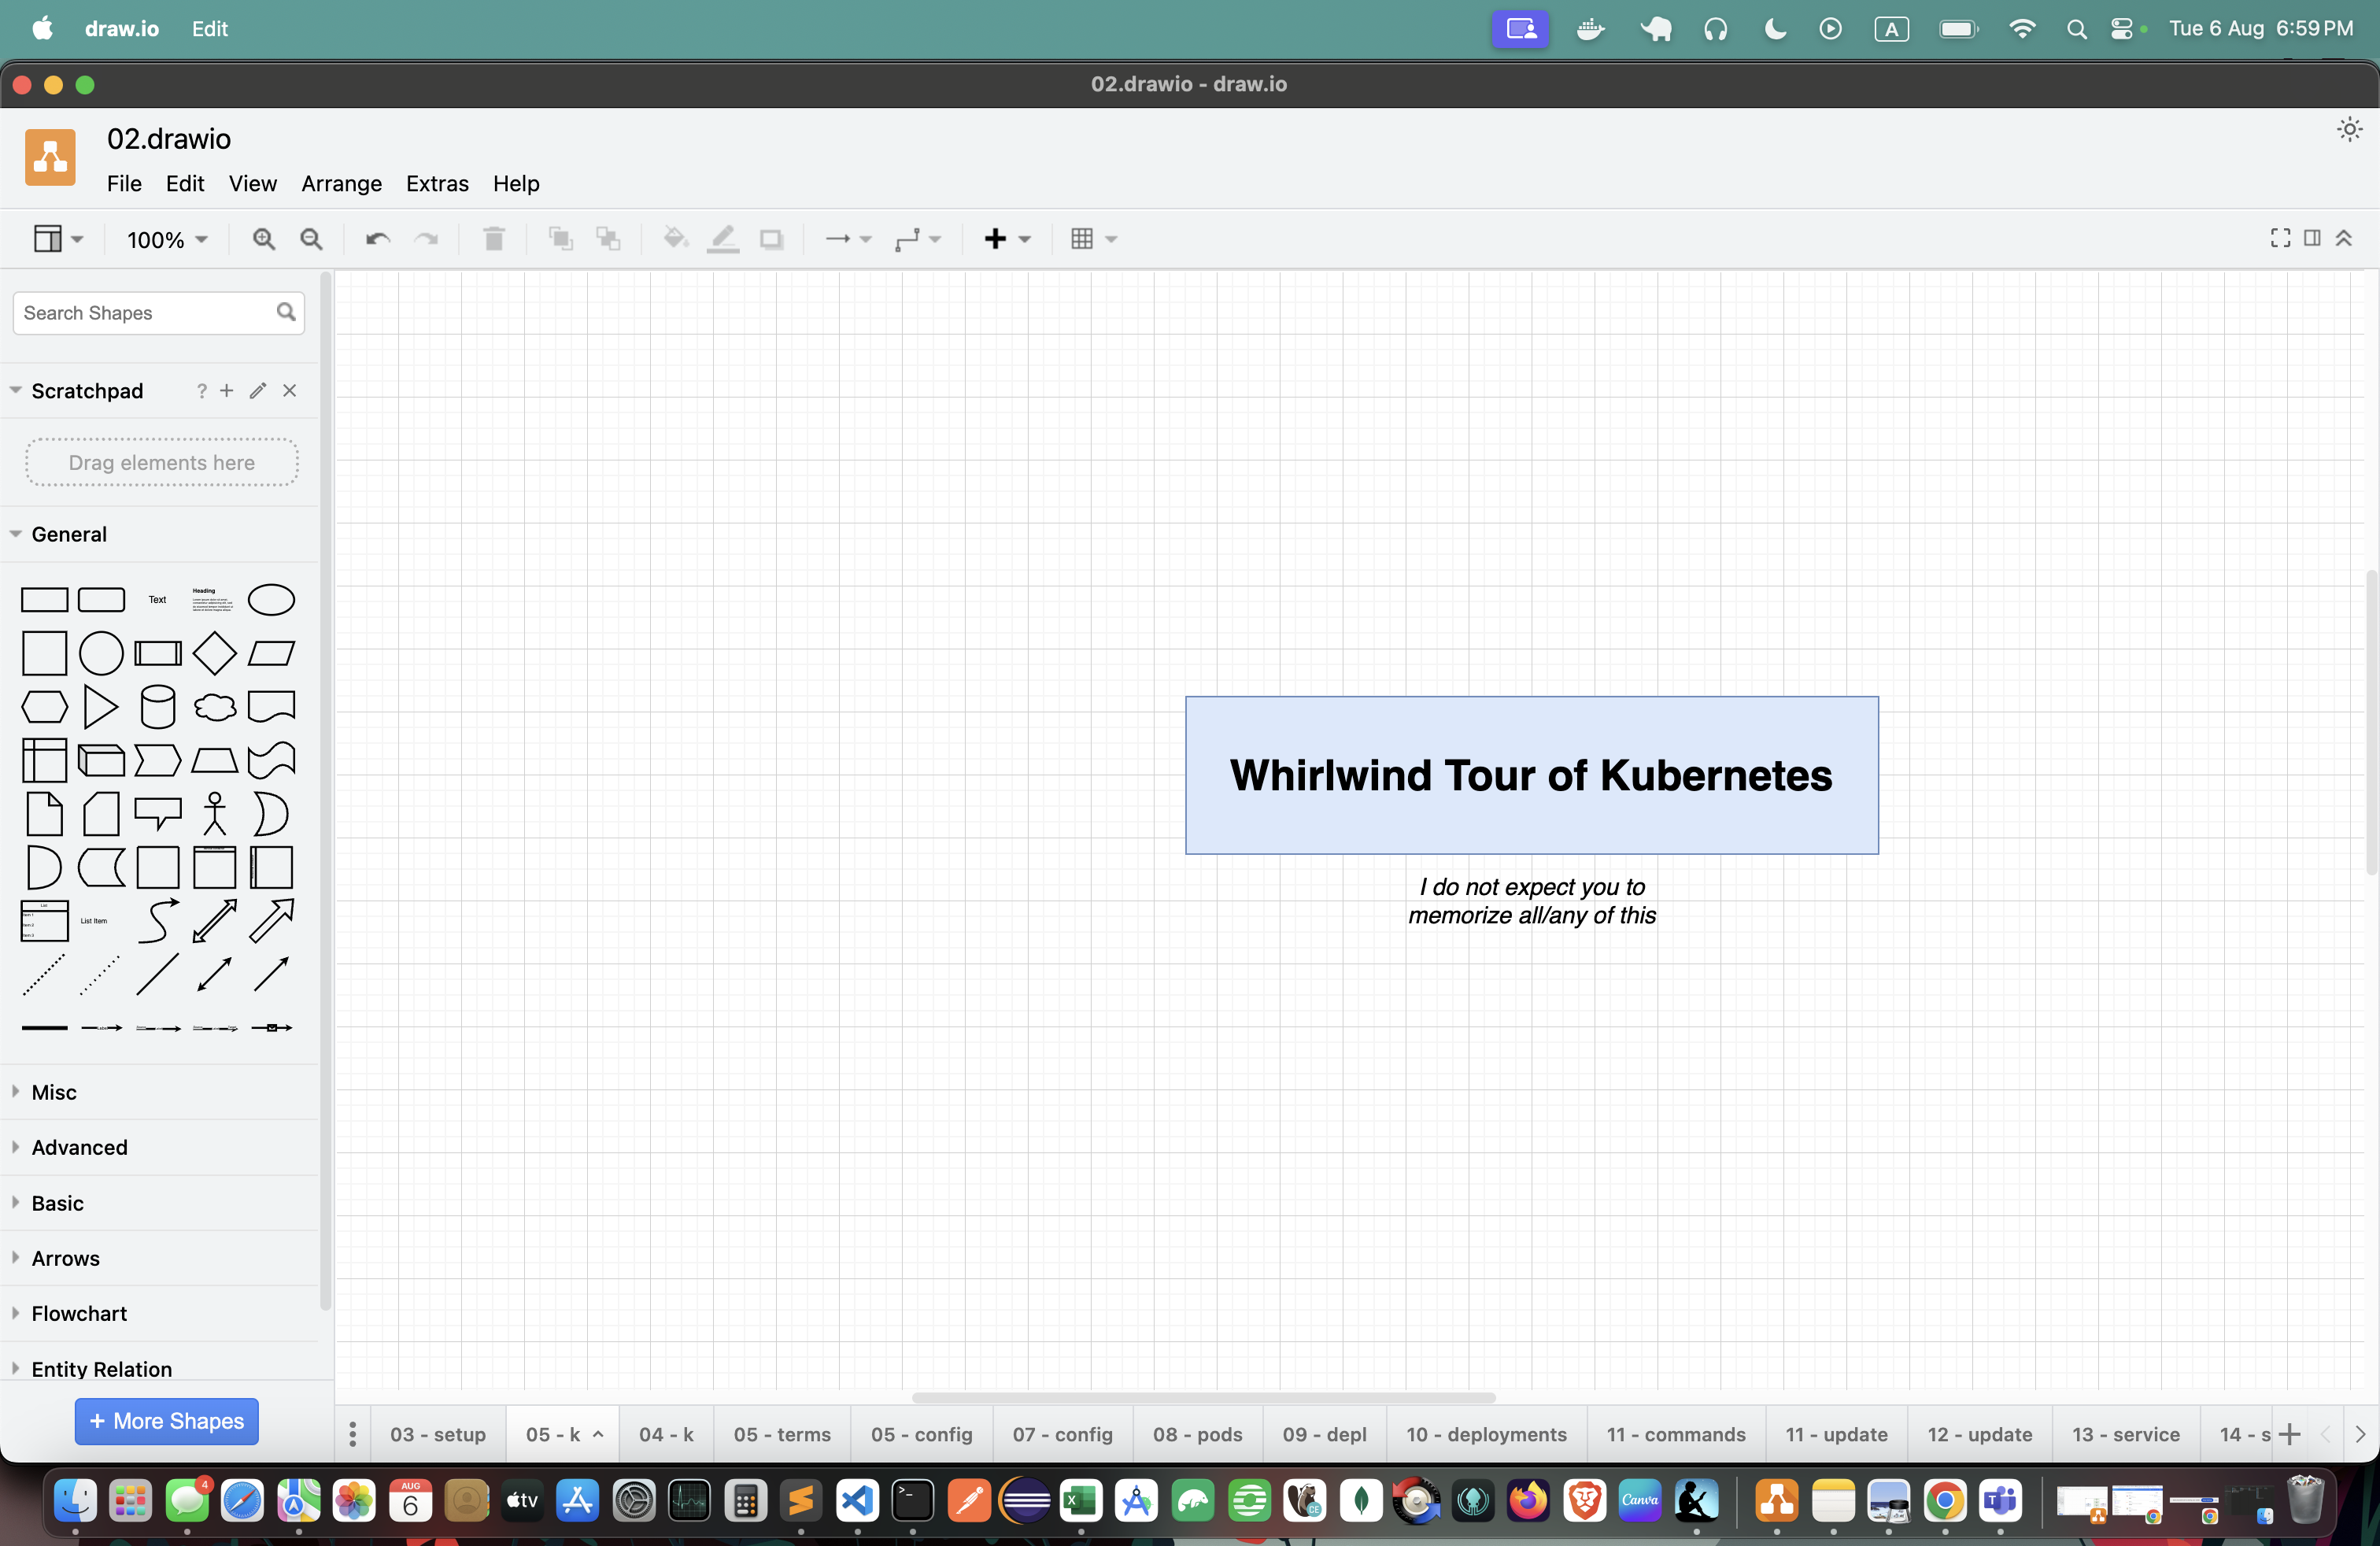 draw.io Edit
A
Tue 6 Aug 6:59 PM
02.drawio - draw.io
02.drawio
File Edit View Arrange Extras Help
100%
Search Shapes
Scratchpad ?
Drag elements here
General
Text
Heading
List
List Item
Misc
Advanced
Basic
Arrows
Flowchart
Entity Relation
+ More Shapes
Whirlwind Tour of Kubernetes
I do not expect you to
memorize all/any of this
03 - setup
05 - k
04 - k
05 - terms
05 - config
07 - config
08 - pods
09 - depl
10 - deployments
11 - commands
11 - update
12 - update
13 - service
14 - s
4
AUG
6
tv
Canva